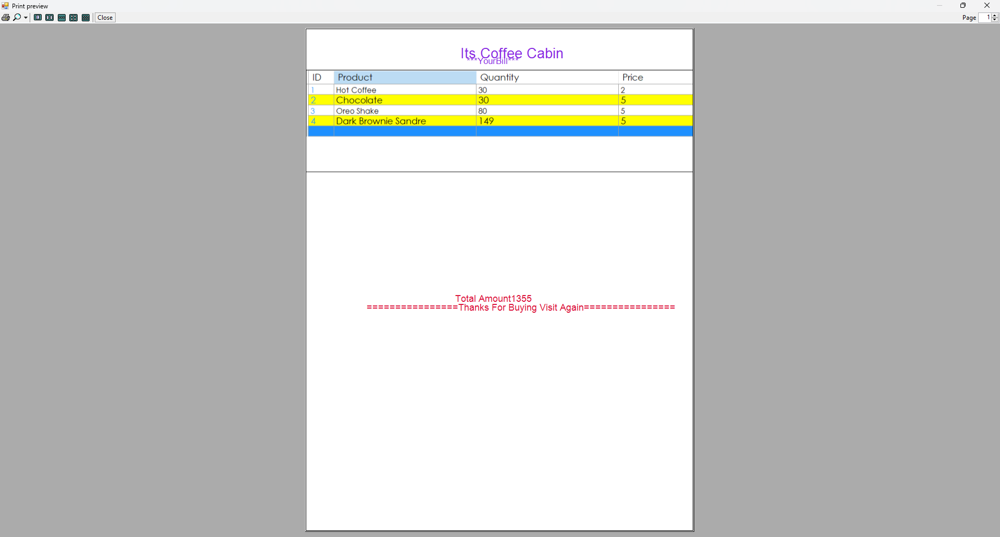 Print preview
Close
Page 1
Its Coffee Cabin
***YourBill***
ID Product Quantity Price
1 Hot Coffee 30 2
2 Chocolate 30 5
3 Oreo Shake 80 5
4 Dark Brownie Sandre 149 5
Total Amount1355
================Thanks For Buying Visit Again================